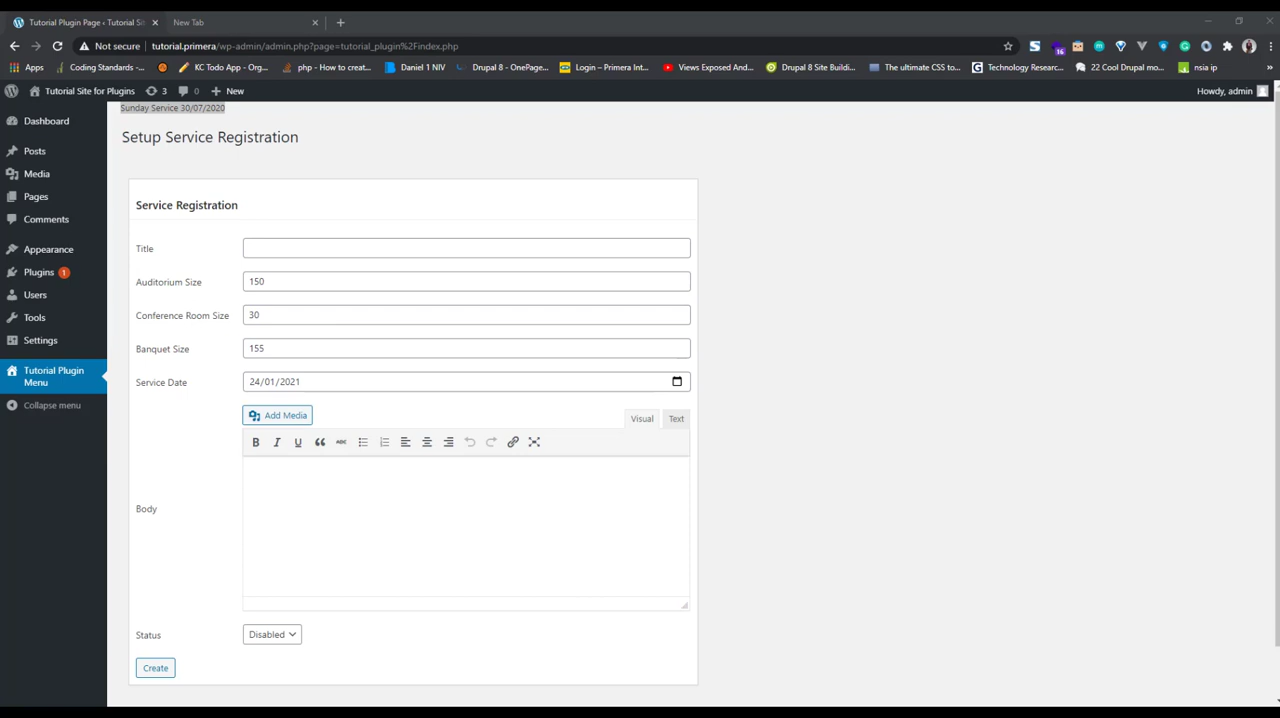 Tutorial Plugin Page ‹ Tutorial Sit
New Tab
Not secure
tutorial.primera/wp-admin/admin.php?page=tutorial_plugin%2Findex.php
16
Apps
Coding Standards-...
KC Todo App - Org...
php - How to creat...
Daniel 1 NIV
Drupal 8 - OnePage...
Login – Primera Int...
Views Exposed And...
Drupal 8 Site Buildi...
The ultimate CSS to...
Technology Researc...
22 Cool Drupal mo...
nsia ip
»
Tutorial Site for Plugins
3
0
New
Howdy, admin
Dashboard
Posts
Media
Pages
Comments
Appearance
Plugins 1
Users
Tools
Settings
Tutorial Plugin
Menu
Collapse menu
Sunday Service 30/07/2020
Setup Service Registration
Service Registration
Title
Auditorium Size 150
Conference Room Size 30
Banquet Size 155
Service Date 24/01/2021
Add Media
Visual Text
B I U ABC
Body
Status Disabled
Create